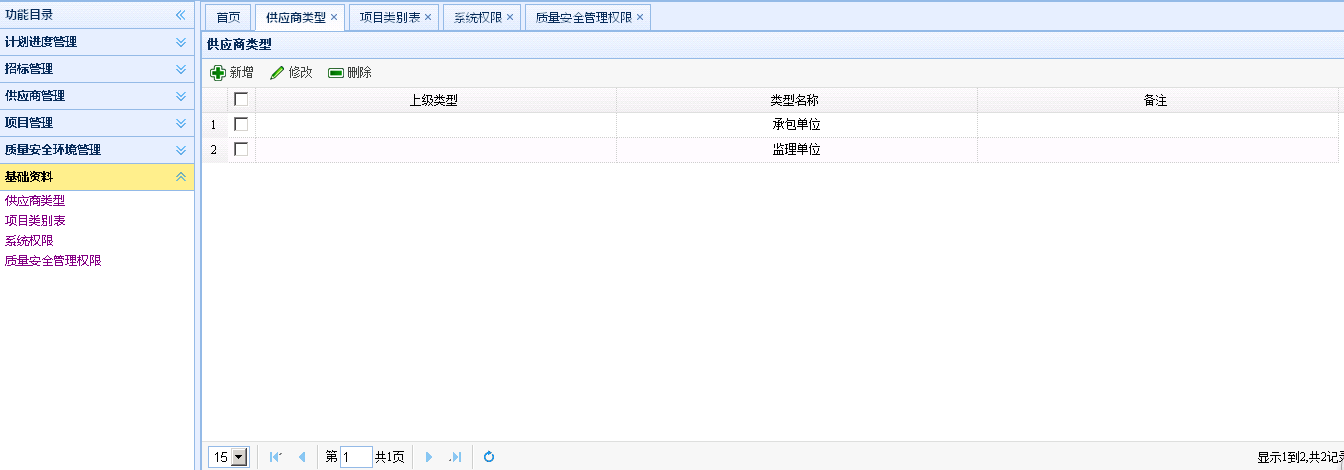 功能目录
计划进度管理
招标管理
供应商管理
项目管理
质量安全环境管理
基础资料
供应商类型
项目类别表
系统权限
质量安全管理权限
首页 供应商类型 项目类别表 系统权限 质量安全管理权限
供应商类型
新增 修改 删除
上级类型 类型名称 备注
1 承包单位
2 监理单位
15 第 1 共1页 显示1到2,共2记录